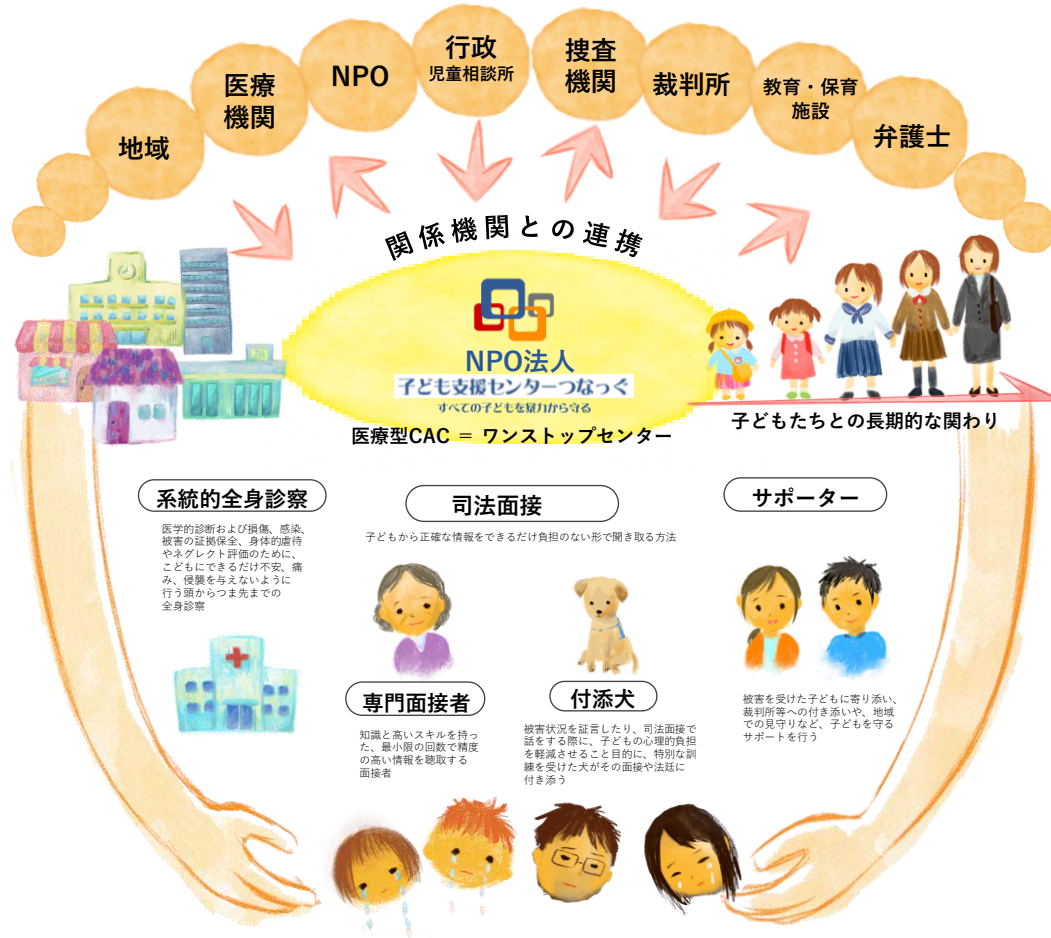 地域
医療
機関
NPO
行政
児童相談所
捜査
機関
裁判所
教育・保育
施設
弁護士
関係機関との連携
NPO法人
子ども支援センターつなっぐ
すべての子どもを暴力から守る
医療型CAC = ワンストップセンター
子どもたちとの長期的な関わり
系統的全身診察
医学的診断および損傷、感染、
被害の証拠保全、身体的虐待
やネグレクト評価のために、
こどもにできるだけ不安、痛
み、侵襲を与えないように
行う頭からつま先までの
全身診察
司法面接
子どもから正確な情報をできるだけ負担のない形で聞き取る方法
サポーター
専門面接者
知識と高いスキルを持っ
た、最小限の回数で精度
の高い情報を聴取する
面接者
付添犬
被害状況を証言したり、司法面接で
話をする際に、子どもの心理的負担
を軽減させること目的に、特別な訓
練を受けた犬がその面接や法廷に
付き添う
被害を受けた子どもに寄り添い、
裁判所等への付き添いや、地域
での見守りなど、子どもを守る
サポートを行う